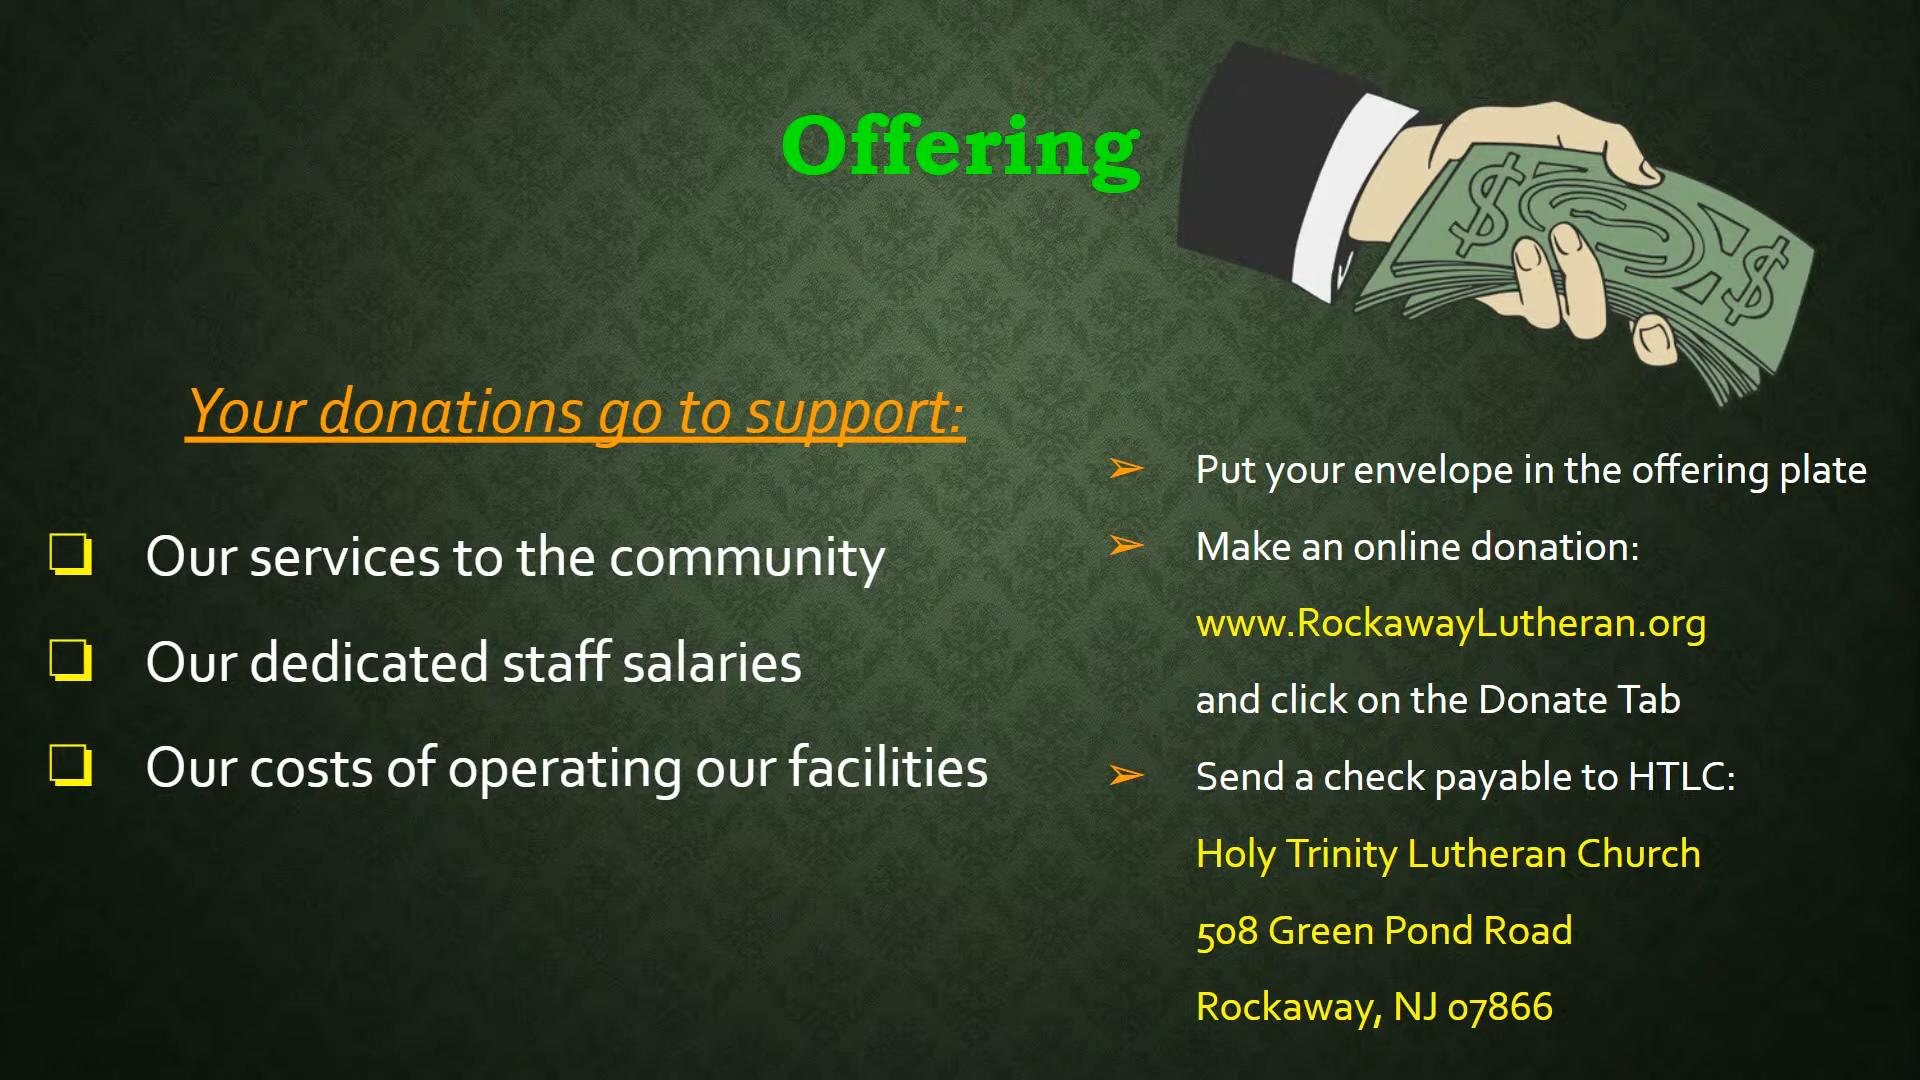 Offering
Your donations go to support:
Our services to the community
Our dedicated staff salaries
Our costs of operating our facilities
Put your envelope in the offering plate
Make an online donation:
www.RockawayLutheran.org
and click on the Donate Tab
Send a check payable to HTLC:
Holy Trinity Lutheran Church
508 Green Pond Road
Rockaway, NJ 07866